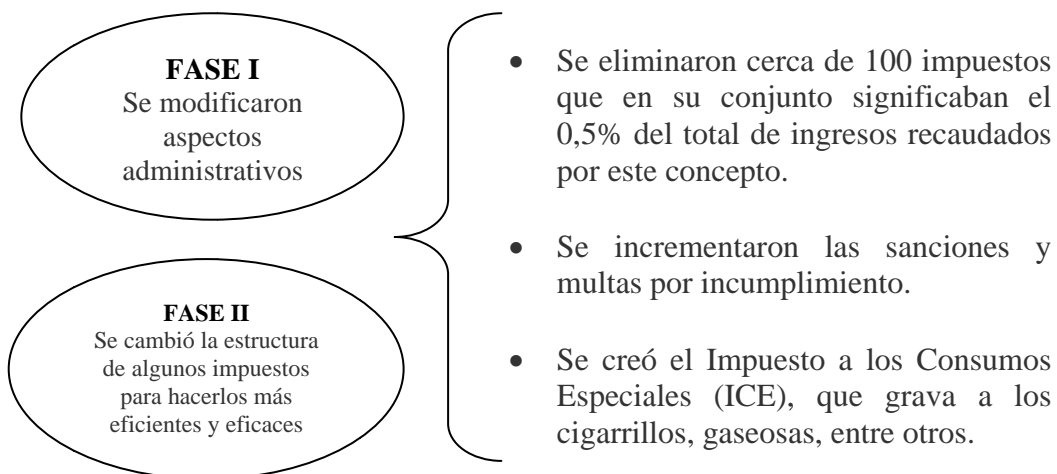 FASE I
Se modificaron
aspectos
administrativos
FASE II
Se cambió la estructura
de algunos impuestos
para hacerlos más
eficientes y eficaces
• Se eliminaron cerca de 100 impuestos
que en su conjunto significaban el
0,5% del total de ingresos recaudados
por este concepto.
• Se incrementaron las sanciones y
multas por incumplimiento.
• Se creó el Impuesto a los Consumos
Especiales (ICE), que grava a los
cigarrillos, gaseosas, entre otros.